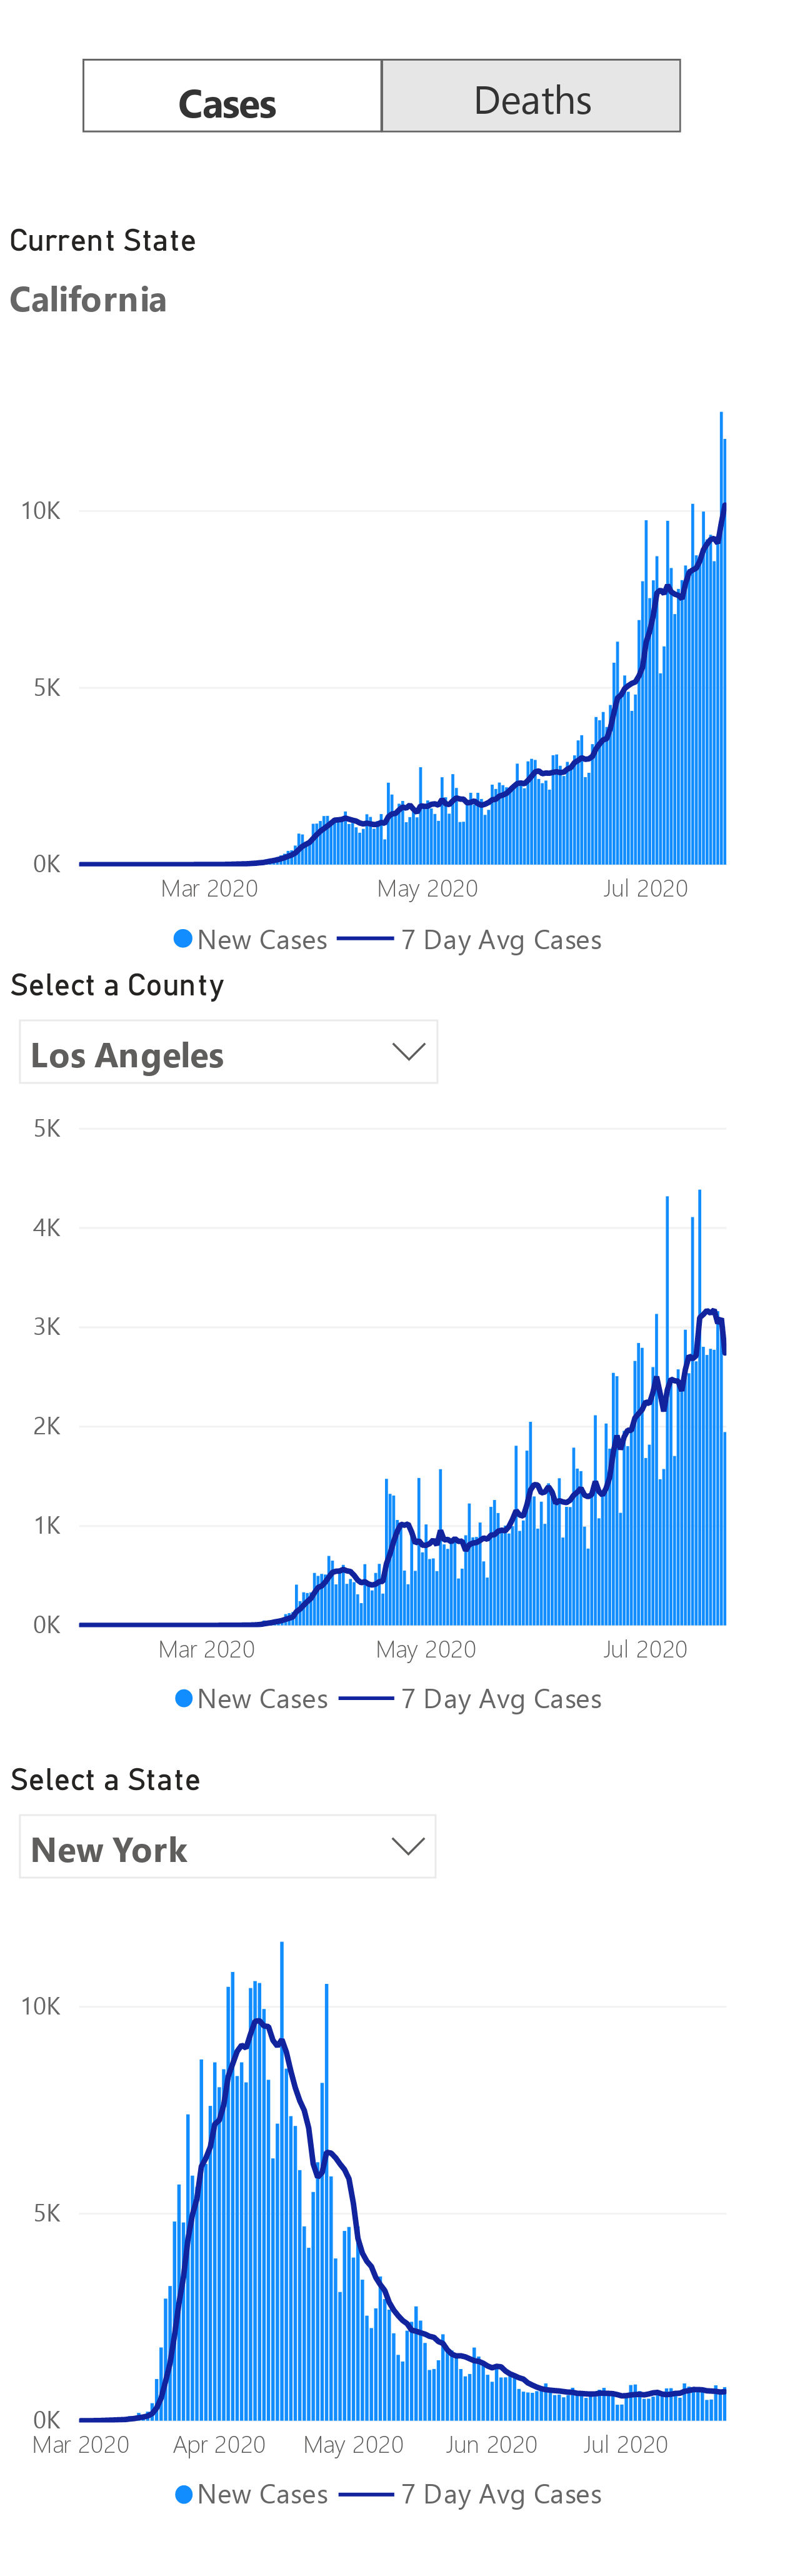 Cases Deaths
Current State
California
10K
5K
0K
Mar 2020 May 2020 Jul 2020
New Cases 7 Day Avg Cases
Select a County
Los Angeles
5K
4K
3K
2K
1K
0K
Mar 2020 May 2020 Jul 2020
New Cases 7 Day Avg Cases
Select a State
New York
10K
5K
0K
Mar 2020 Apr 2020 May 2020 Jun 2020 Jul 2020
New Cases 7 Day Avg Cases